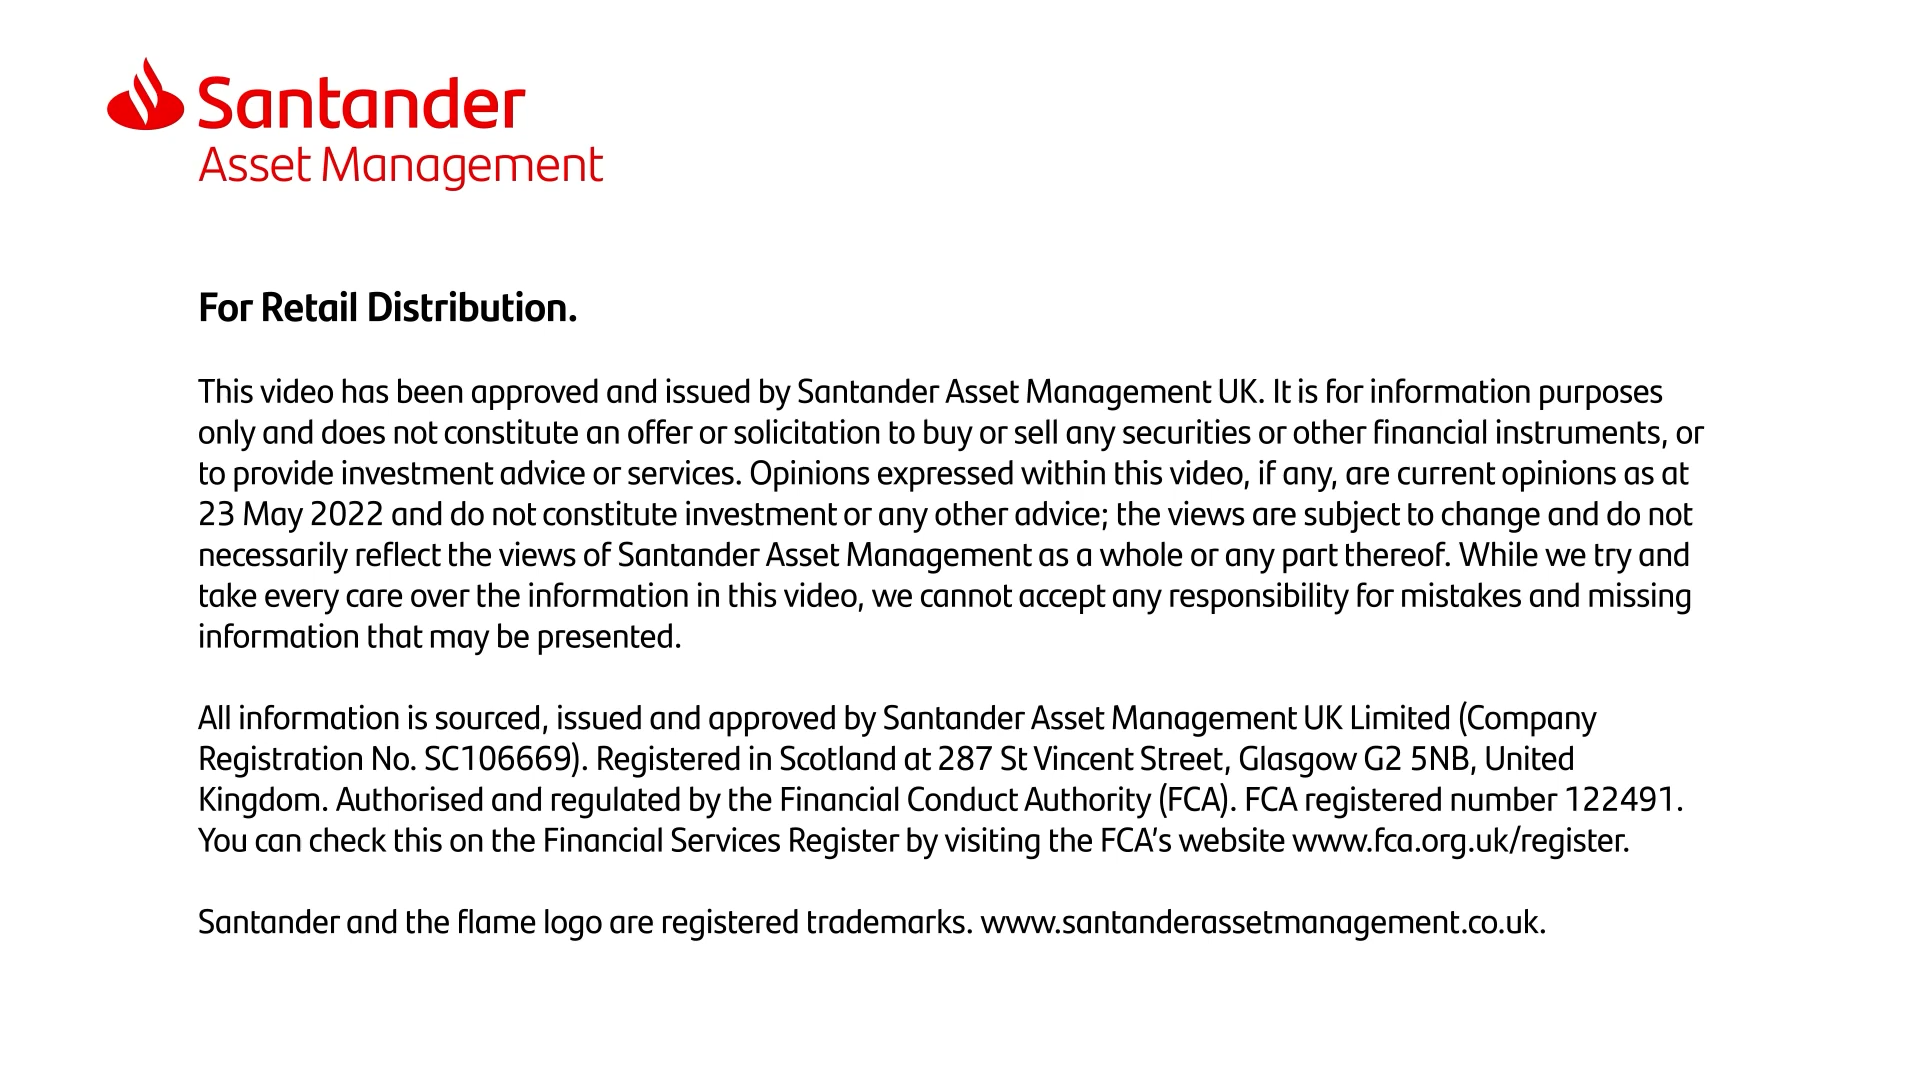 Santander
Asset Management
For Retail Distribution.
This video has been approved and issued by Santander Asset Management UK. It is for information purposes
only and does not constitute an offer or solicitation to buy or sell any securities or other financial instruments, or
to provide investment advice or services. Opinions expressed within this video, if any, are current opinions as at
23 May 2022 and do not constitute investment or any other advice; the views are subject to change and do not
necessarily reflect the views of Santander Asset Management as a whole or any part thereof. While we try and
take every care over the information in this video, we cannot accept any responsibility for mistakes and missing
information that may be presented.
All information is sourced, issued and approved by Santander Asset Management UK Limited (Company
Registration No. SC106669). Registered in Scotland at 287 St Vincent Street, Glasgow G2 5NB, United
Kingdom. Authorised and regulated by the Financial Conduct Authority (FCA). FCA registered number 122491.
You can check this on the Financial Services Register by visiting the FCA’s website www.fca.org.uk/register.
Santander and the flame logo are registered trademarks. www.santanderassetmanagement.co.uk.